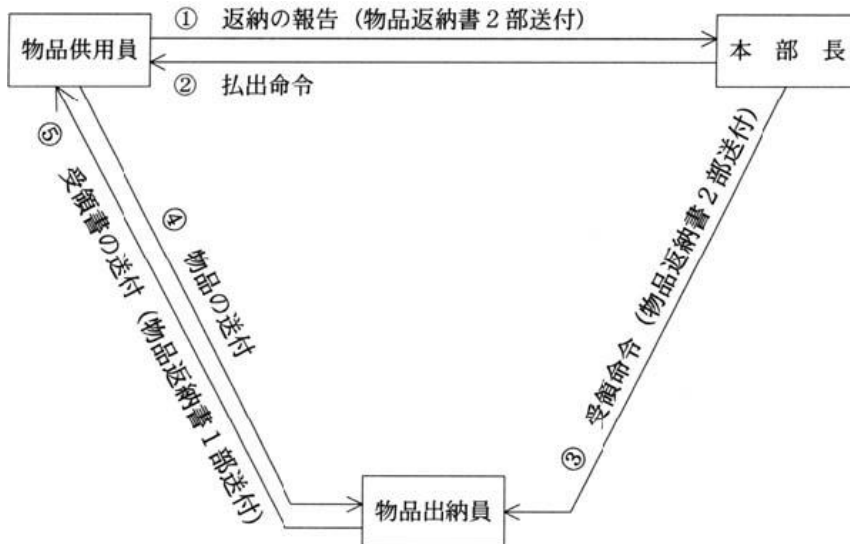 ① 返納の報告（物品返納書２部送付）
物品供用員
本部長
② 払出命令
③ 受領命令（物品返納書２部送付）
④ 物品の送付
⑤ 受領書の送付（物品返納書１部送付）
物品出納員